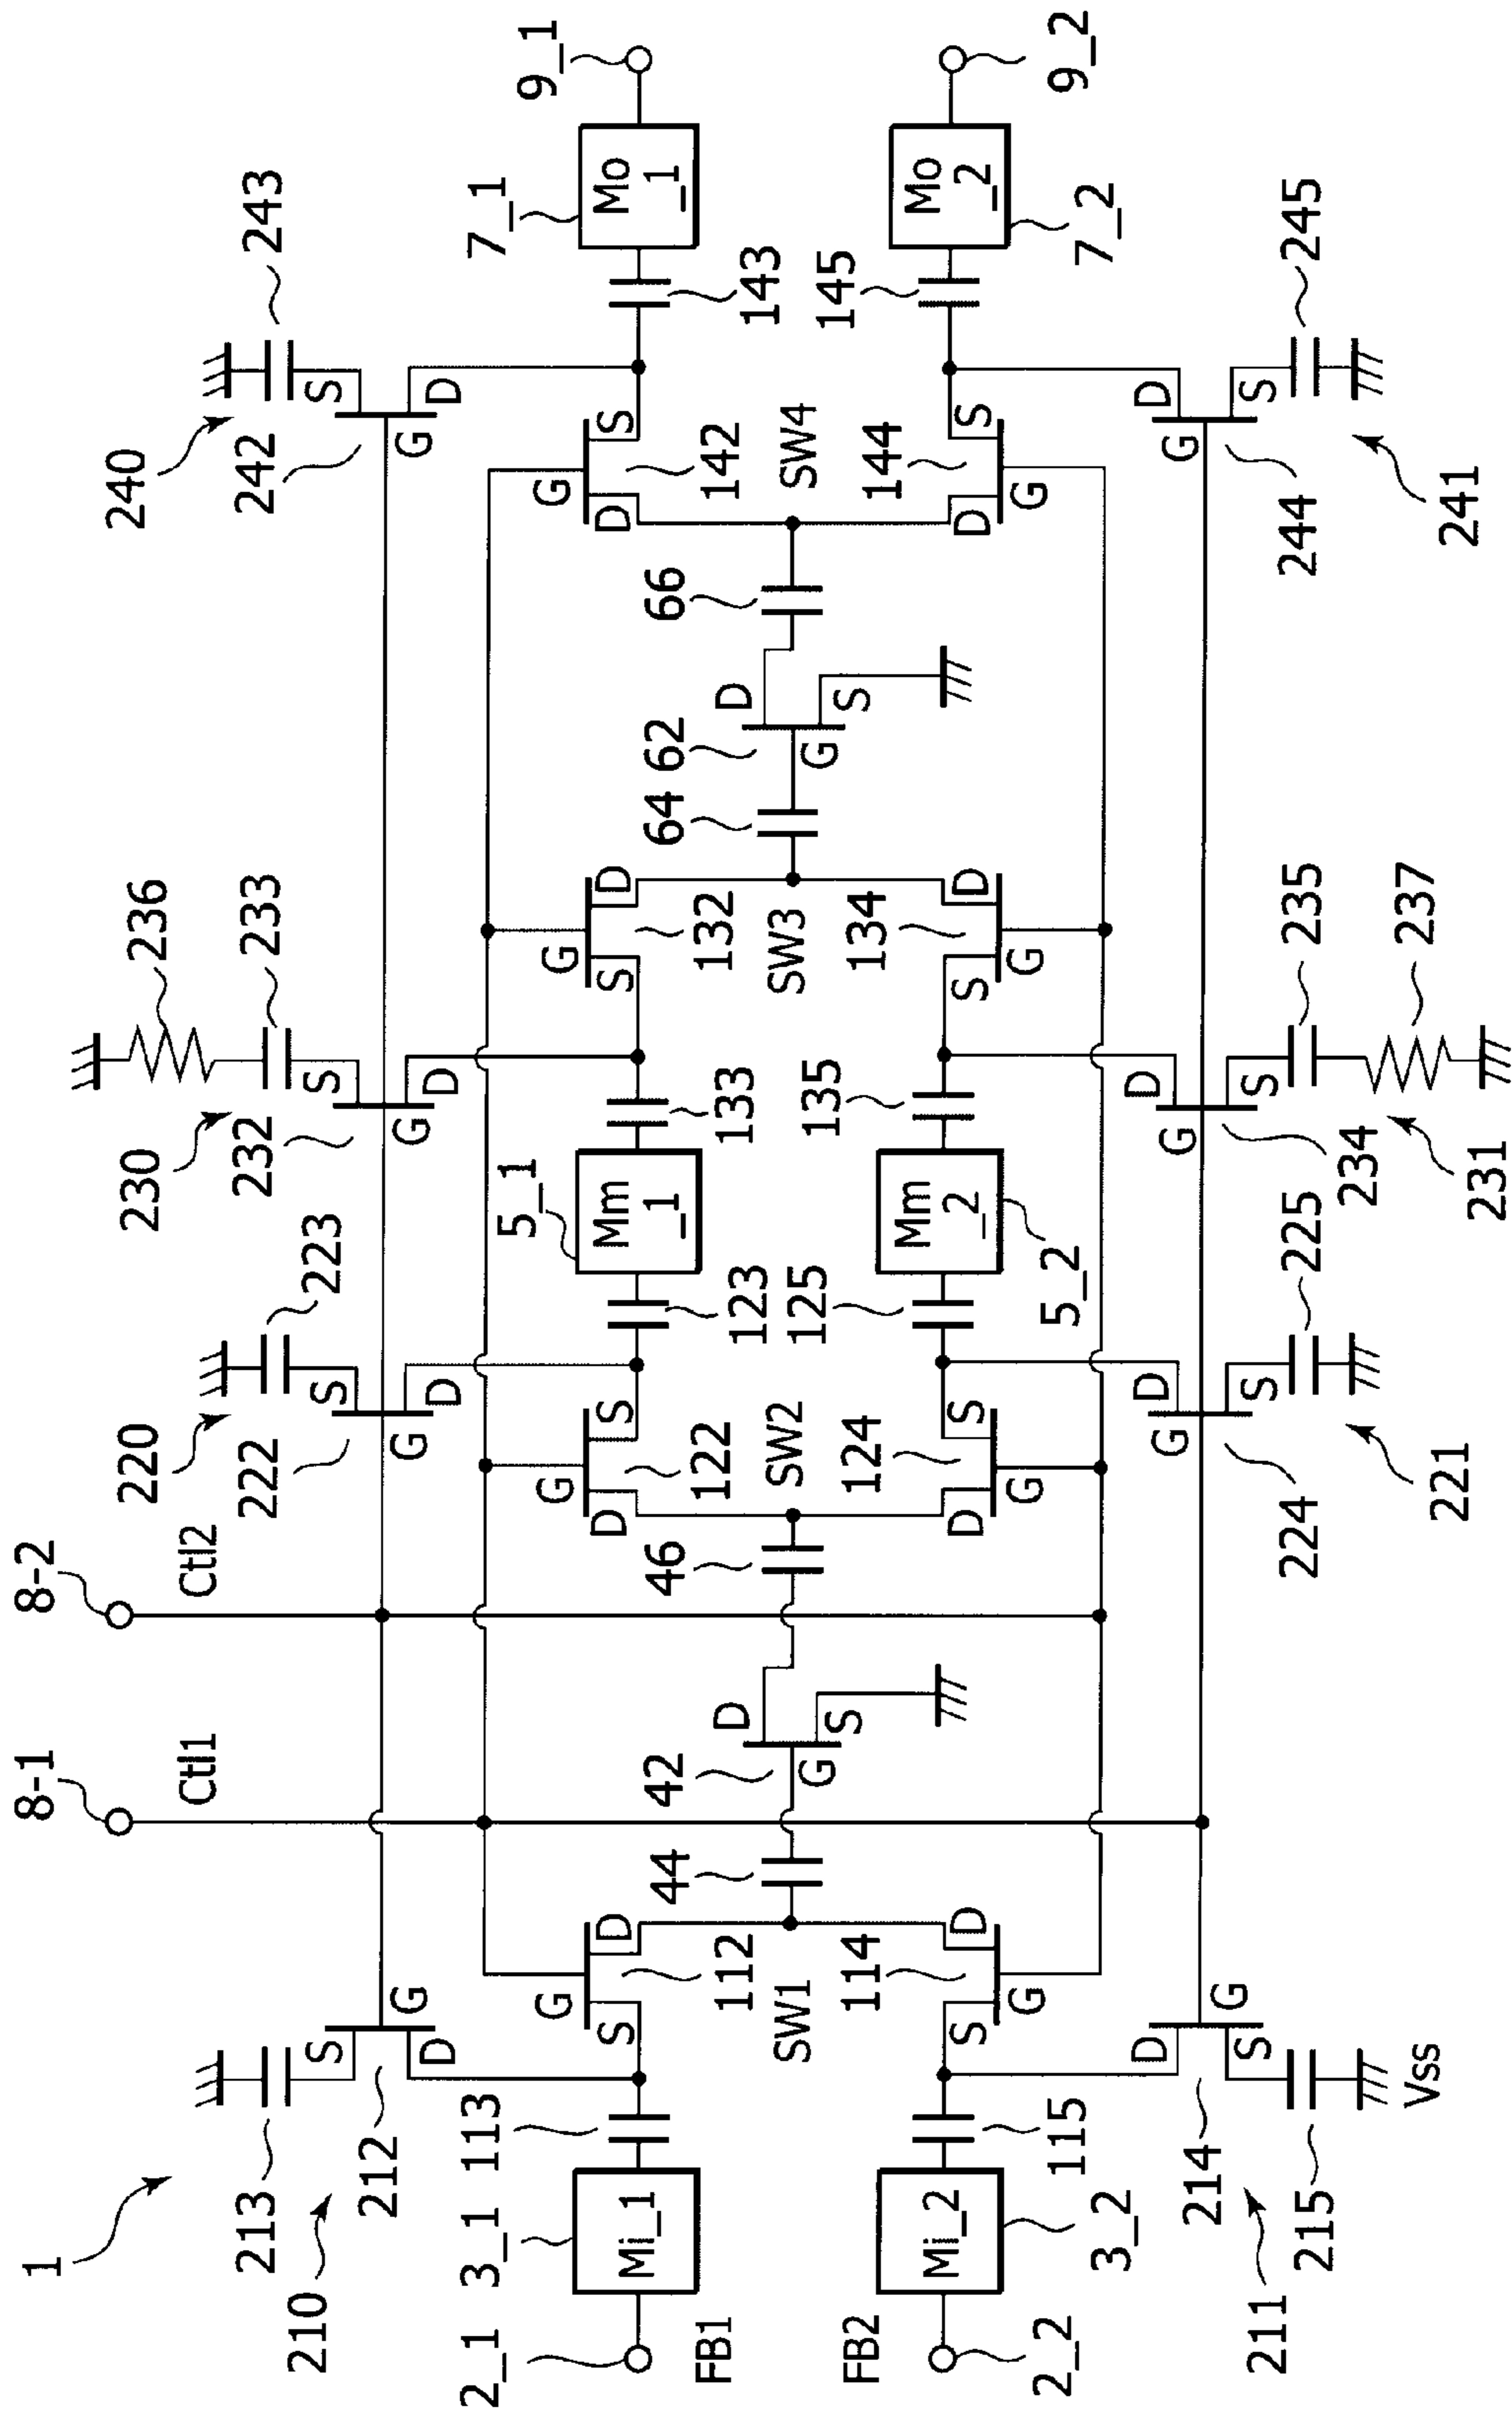 1
8-1
Ctl1
8-2
Ctl2
210
213
S
G
D
212
220
223
S
D
G
222
230
236
233
S
D
G
232
240
243
S
D
G
242
2_1
FB1
3_1
Mi_1
113
G
S
D
112
SW1
44
42
G
D
S
46
G
D
S
122
SW2
123
5_1
Mm
_1
133
G
S
D
132
SW3
64
62
G
D
S
66
G
D
S
142
SW4
143
7_1
Mo
_1
9_1
2_2
FB2
3_2
Mi_2
115
S
D
G
114
D
S
G
124
125
5_2
Mm
_2
135
S
D
G
134
D
S
G
144
145
7_2
Mo
_2
9_2
211
214
D
G
S
215
Vss
D
G
S
224
225
221
D
G
S
234
235
237
231
D
G
S
244
245
241